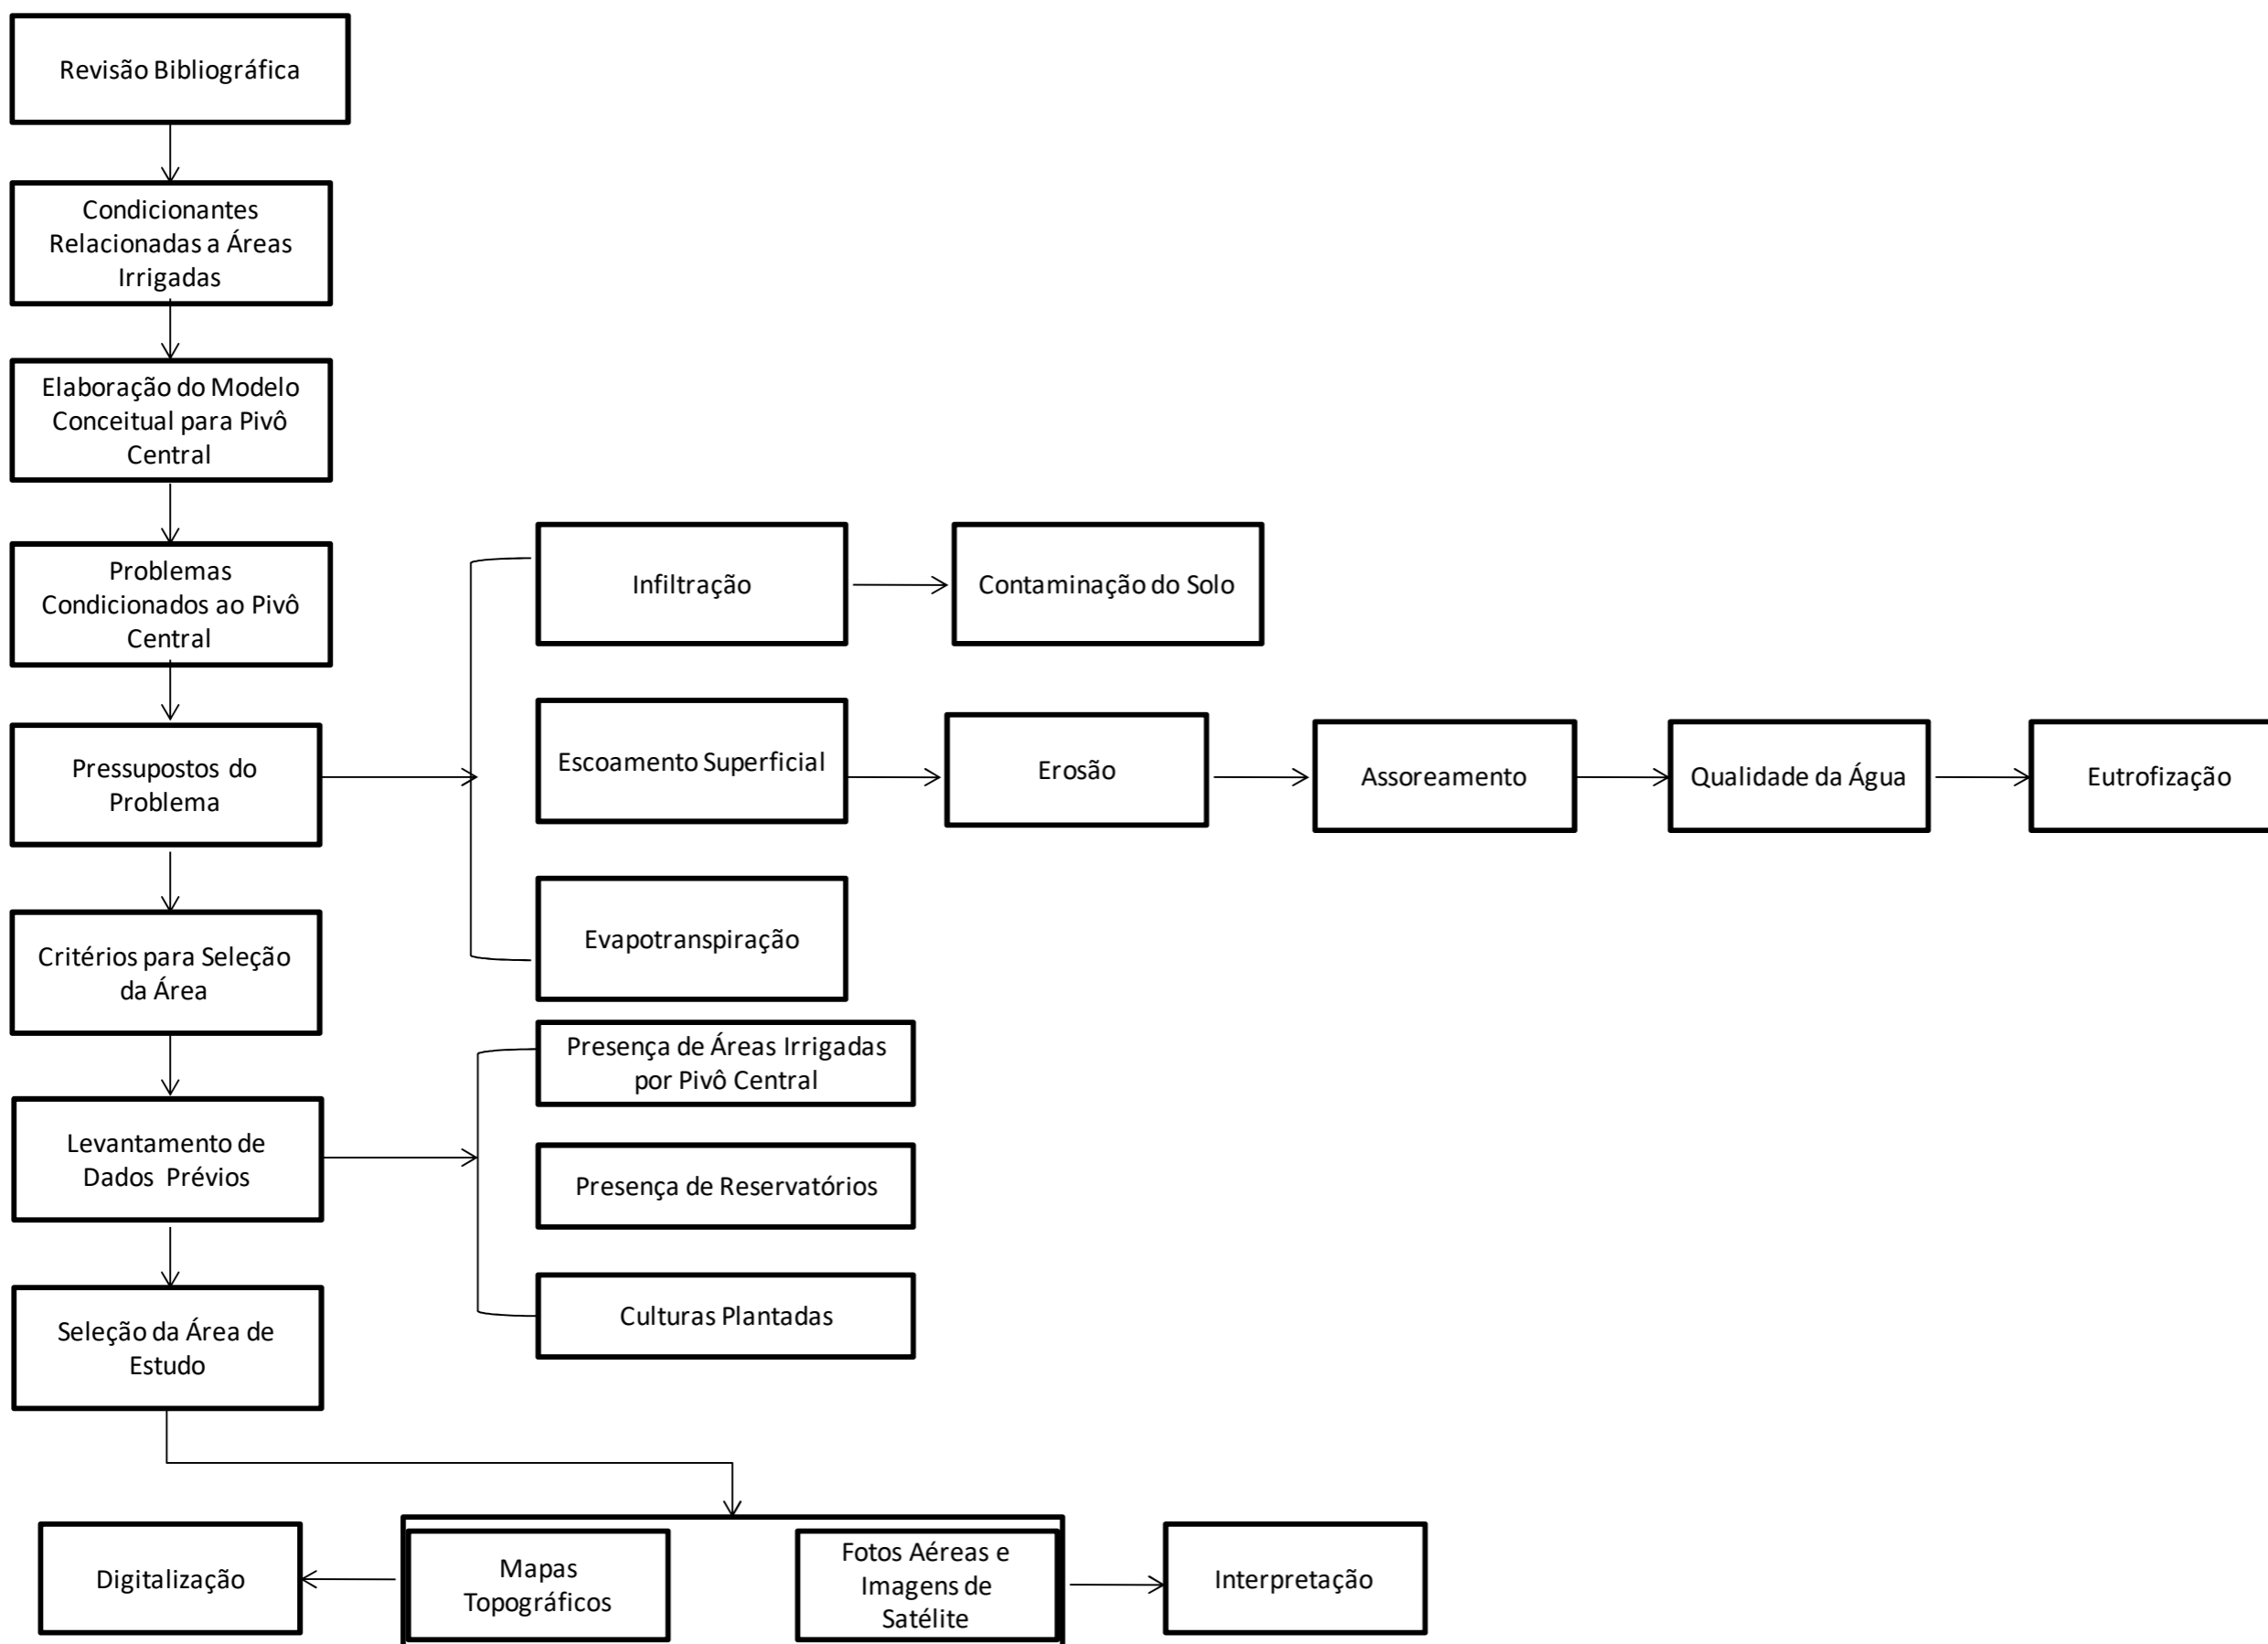 Revisão Bibliográfica
Condicionantes
Relacionadas a Áreas
Irrigadas
Elaboração do Modelo
Conceitual para Pivô
Central
Problemas
Condicionados ao Pivô
Central
Infiltração
Contaminação do Solo
Pressupostos do
Problema
Escoamento Superficial
Erosão
Assoreamento
Qualidade da Água
Eutrofização
Evapotranspiração
Critérios para Seleção
da Área
Levantamento de
Dados Prévios
Presença de Áreas Irrigadas
por Pivô Central
Presença de Reservatórios
Culturas Plantadas
Seleção da Área de
Estudo
Digitalização
Mapas
Topográficos
Fotos Aéreas e
Imagens de
Satélite
Interpretação